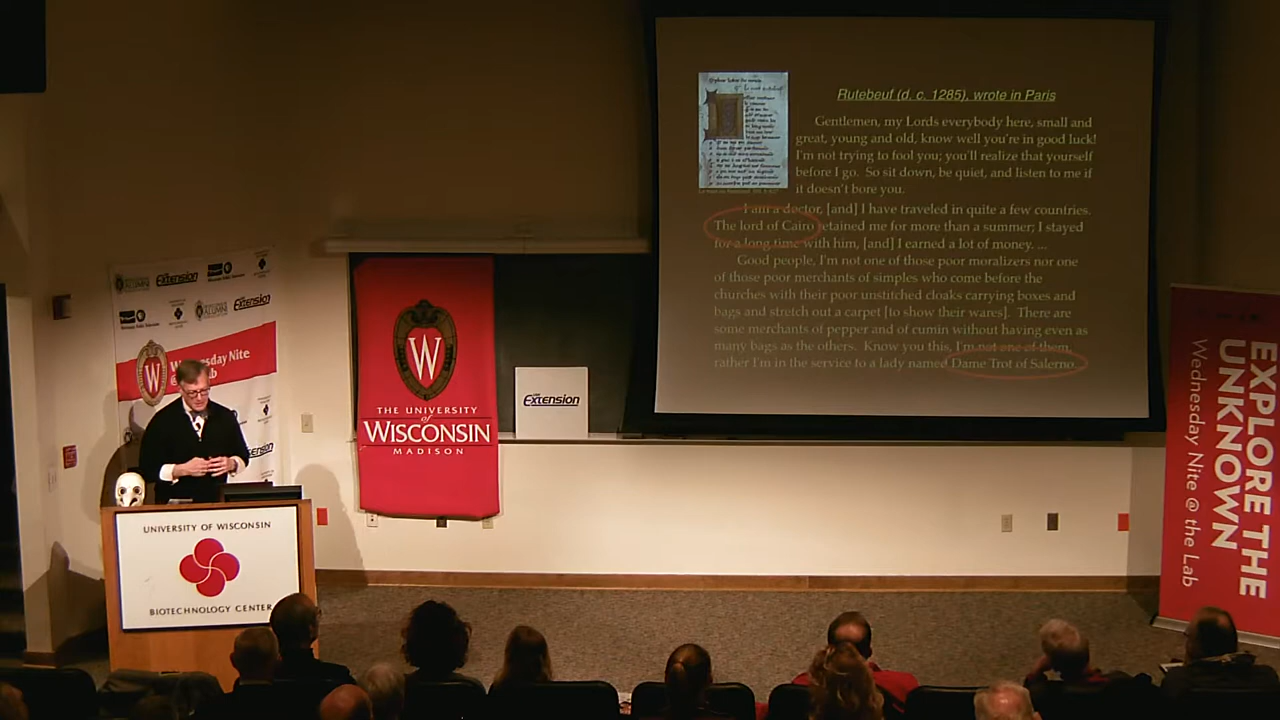 Rutebeuf (d. c. 1285), wrote in Paris
Gentlemen, my Lords everybody here, small and
great, young and old, know well you're in good luck!
I'm not trying to fool you; you'll realize that yourself
before I go. So sit down, be quiet, and listen to me if
it doesn't bore you.
I am a doctor, [and] I have traveled in quite a few countries.
The lord of Cairo retained me for more than a summer; I stayed
for a long time with him, [and] I earned a lot of money. ...
Good people, I'm not one of those poor moralizers nor one
of those poor merchants of simples who come before the
churches with their poor unstitched cloaks carrying boxes and
bags and stretch out a carpet [to show their wares]. There are
some merchants of pepper and of cumin without having even as
many bags as the others. Know you this, I'm not one of them,
rather I'm in the service to a lady named Dame Trot of Salerno.
Extension
Extension
Wednesday Nite
@ the Lab
W
W
THE UNIVERSITY
of
WISCONSIN
MADISON
Extension
UNIVERSITY OF WISCONSIN
BIOTECHNOLOGY CENTER
EXPLORE THE
UNKNOWN
Wednesday Nite @ the Lab